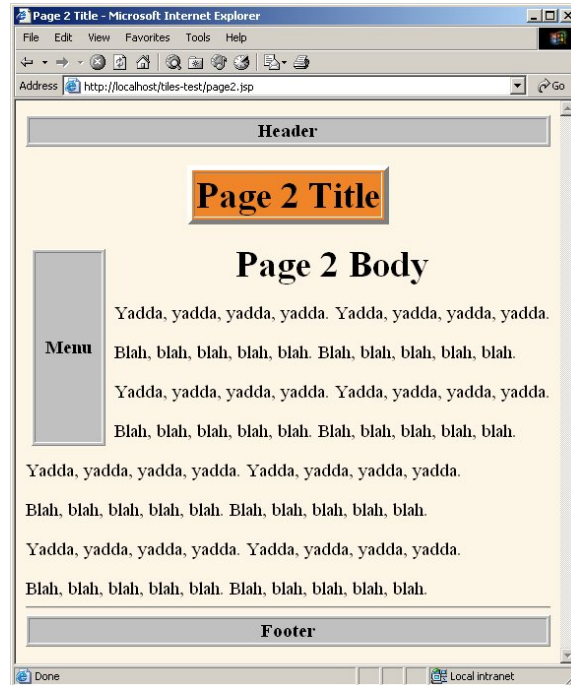 Page 2 Title - Microsoft Internet Explorer
File Edit View Favorites Tools Help
Address http://localhost/tiles-test/page2.jsp Go
Header
Page 2 Title
Page 2 Body
Yadda, yadda, yadda, yadda. Yadda, yadda, yadda, yadda.
Blah, blah, blah, blah, blah. Blah, blah, blah, blah, blah.
Menu
Yadda, yadda, yadda, yadda. Yadda, yadda, yadda, yadda.
Blah, blah, blah, blah, blah. Blah, blah, blah, blah, blah.
Yadda, yadda, yadda, yadda. Yadda, yadda, yadda, yadda.
Blah, blah, blah, blah, blah. Blah, blah, blah, blah, blah.
Yadda, yadda, yadda, yadda. Yadda, yadda, yadda, yadda.
Blah, blah, blah, blah, blah. Blah, blah, blah, blah, blah.
Footer
Done Local intranet